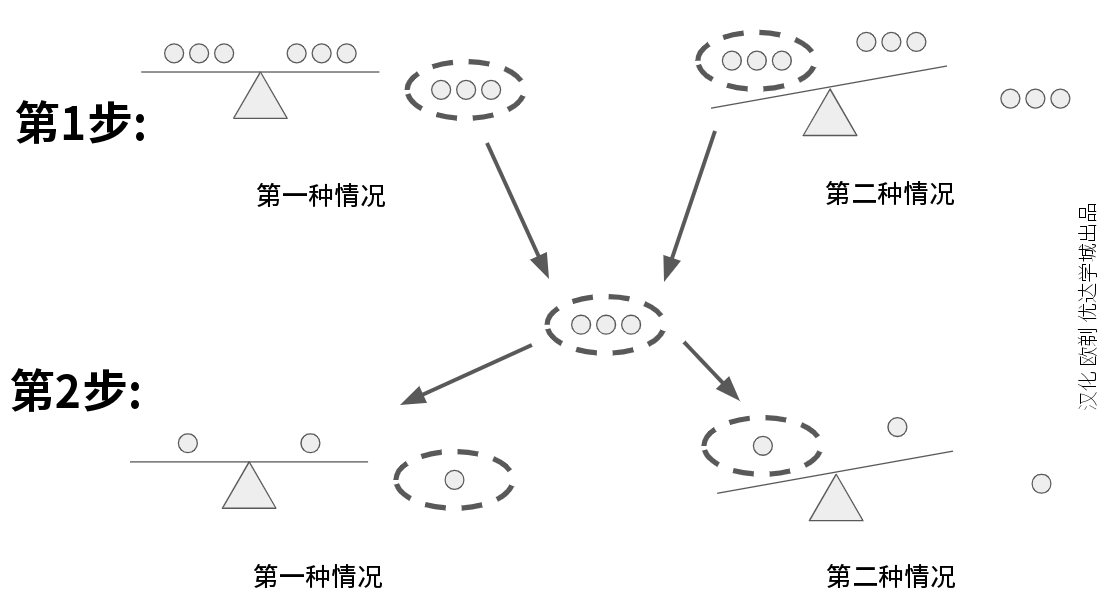 第1步:
第一种情况
第二种情况
第2步:
第一种情况
第二种情况
汉化 欧剃 优达学城出品